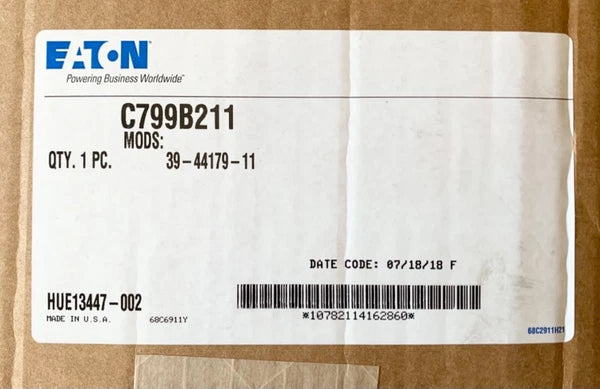 EATON
Powering Business Worldwide
C799B211
MODS:
QTY. 1 PC. 39-44179-11
DATE CODE: 07/18/18 F
HUE13447-002
*10782114162860*
MADE IN U.S.A. 68C6911Y
68C2911H21